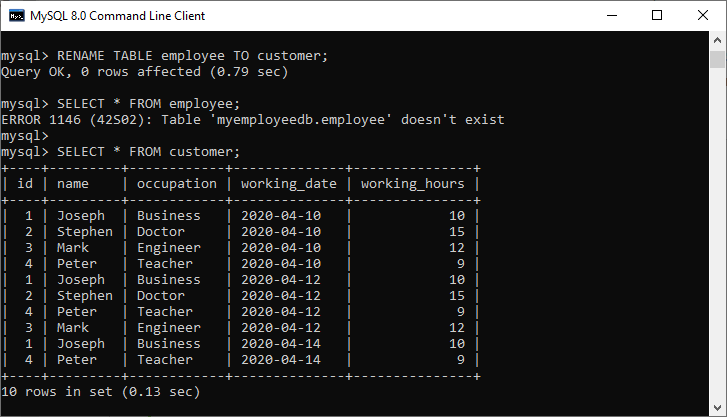 MySQL 8.0 Command Line Client
mysql> RENAME TABLE employee TO customer;
Query OK, 0 rows affected (0.79 sec)
mysql> SELECT * FROM employee;
ERROR 1146 (42S02): Table 'myemployeedb.employee' doesn't exist
mysql>
mysql> SELECT * FROM customer;
+----+---------+------------+--------------+---------------+
| id | name    | occupation | working_date | working_hours |
+----+---------+------------+--------------+---------------+
|  1 | Joseph  | Business   | 2020-04-10   |            10 |
|  2 | Stephen | Doctor     | 2020-04-10   |            15 |
|  3 | Mark    | Engineer   | 2020-04-10   |            12 |
|  4 | Peter   | Teacher    | 2020-04-10   |             9 |
|  1 | Joseph  | Business   | 2020-04-12   |            10 |
|  2 | Stephen | Doctor     | 2020-04-12   |            15 |
|  4 | Peter   | Teacher    | 2020-04-12   |             9 |
|  3 | Mark    | Engineer   | 2020-04-12   |            12 |
|  1 | Joseph  | Business   | 2020-04-14   |            10 |
|  4 | Peter   | Teacher    | 2020-04-14   |             9 |
+----+---------+------------+--------------+---------------+
10 rows in set (0.13 sec)